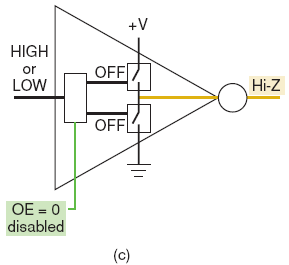 +V
HIGH
or
LOW
OFF
Hi-Z
OFF
OE = 0
disabled
(c)